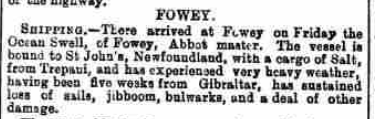 of the highway.
FOWEY.
SHIPPING.—There arrived at Fowey on Friday the
Ocean Swell, of Fowey, Abbot master. The vessel is
bound to St John's, Newfoundland, with a cargo of Salt,
from Trepani, and has experienced very heavy weather,
having been five weeks from Gibraltar, has sustained
loss of sails, jibboom, bulwarks, and a deal of other
damage.